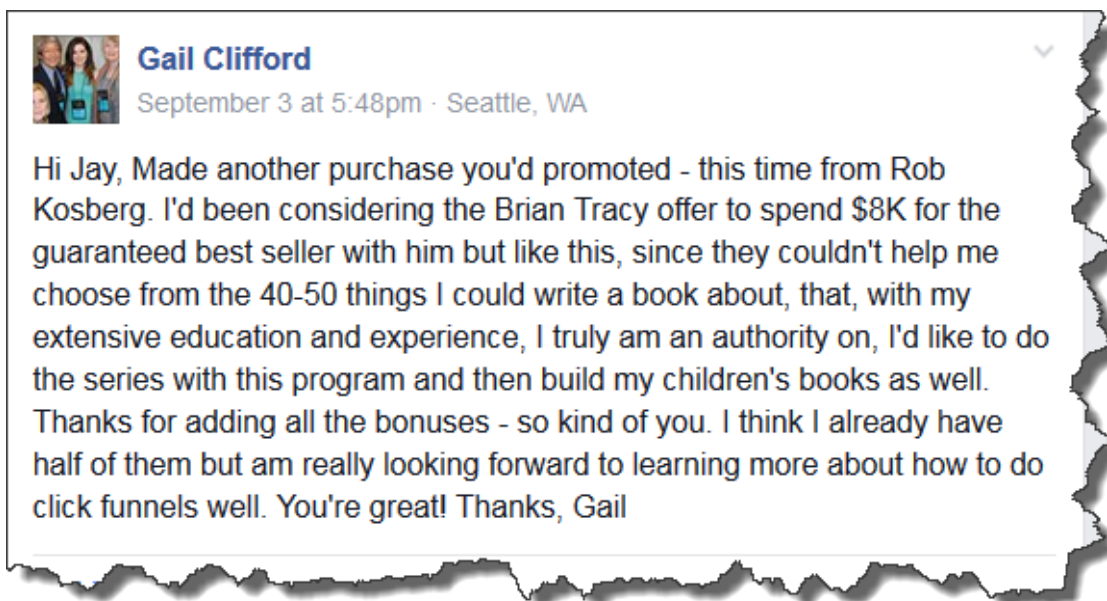 Gail Clifford
September 3 at 5:48pm · Seattle, WA
Hi Jay, Made another purchase you'd promoted - this time from Rob
Kosberg. I'd been considering the Brian Tracy offer to spend $8K for the
guaranteed best seller with him but like this, since they couldn't help me
choose from the 40-50 things I could write a book about, that, with my
extensive education and experience, I truly am an authority on, I'd like to do
the series with this program and then build my children's books as well.
Thanks for adding all the bonuses - so kind of you. I think I already have
half of them but am really looking forward to learning more about how to do
click funnels well. You're great! Thanks, Gail